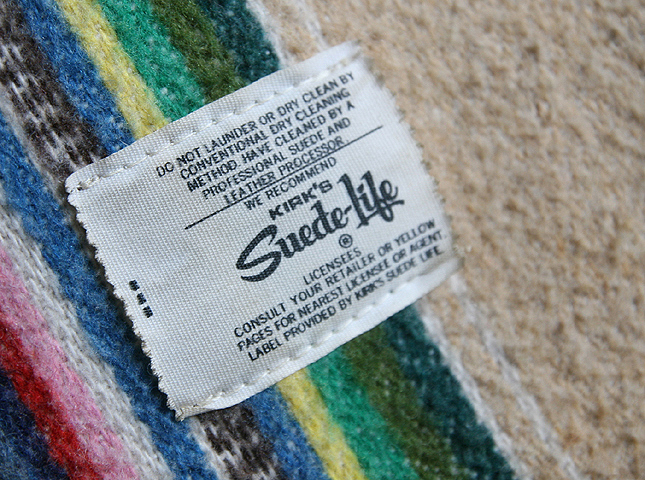 DO NOT LAUNDER OR DRY CLEAN BY
CONVENTIONAL DRY CLEANING
METHOD HAVE CLEANED BY A
PROFESSIONAL SUEDE AND
LEATHER PROCESSOR
WE RECOMMEND
KIRK'S
Suede-life
®
LICENSEES
CONSULT YOUR RETAILER OR YELLOW
PAGES FOR NEAREST LICENSEE OR AGENT.
LABEL PROVIDED BY KIRK'S SUEDE LIFE.